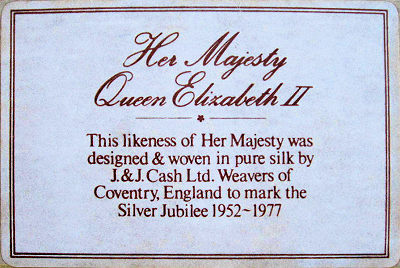 Her Majesty
Queen Elizabeth II
This likeness of Her Majesty was
designed & woven in pure silk by
J.&J. Cash Ltd. Weavers of
Coventry, England to mark the
Silver Jubilee 1952~1977